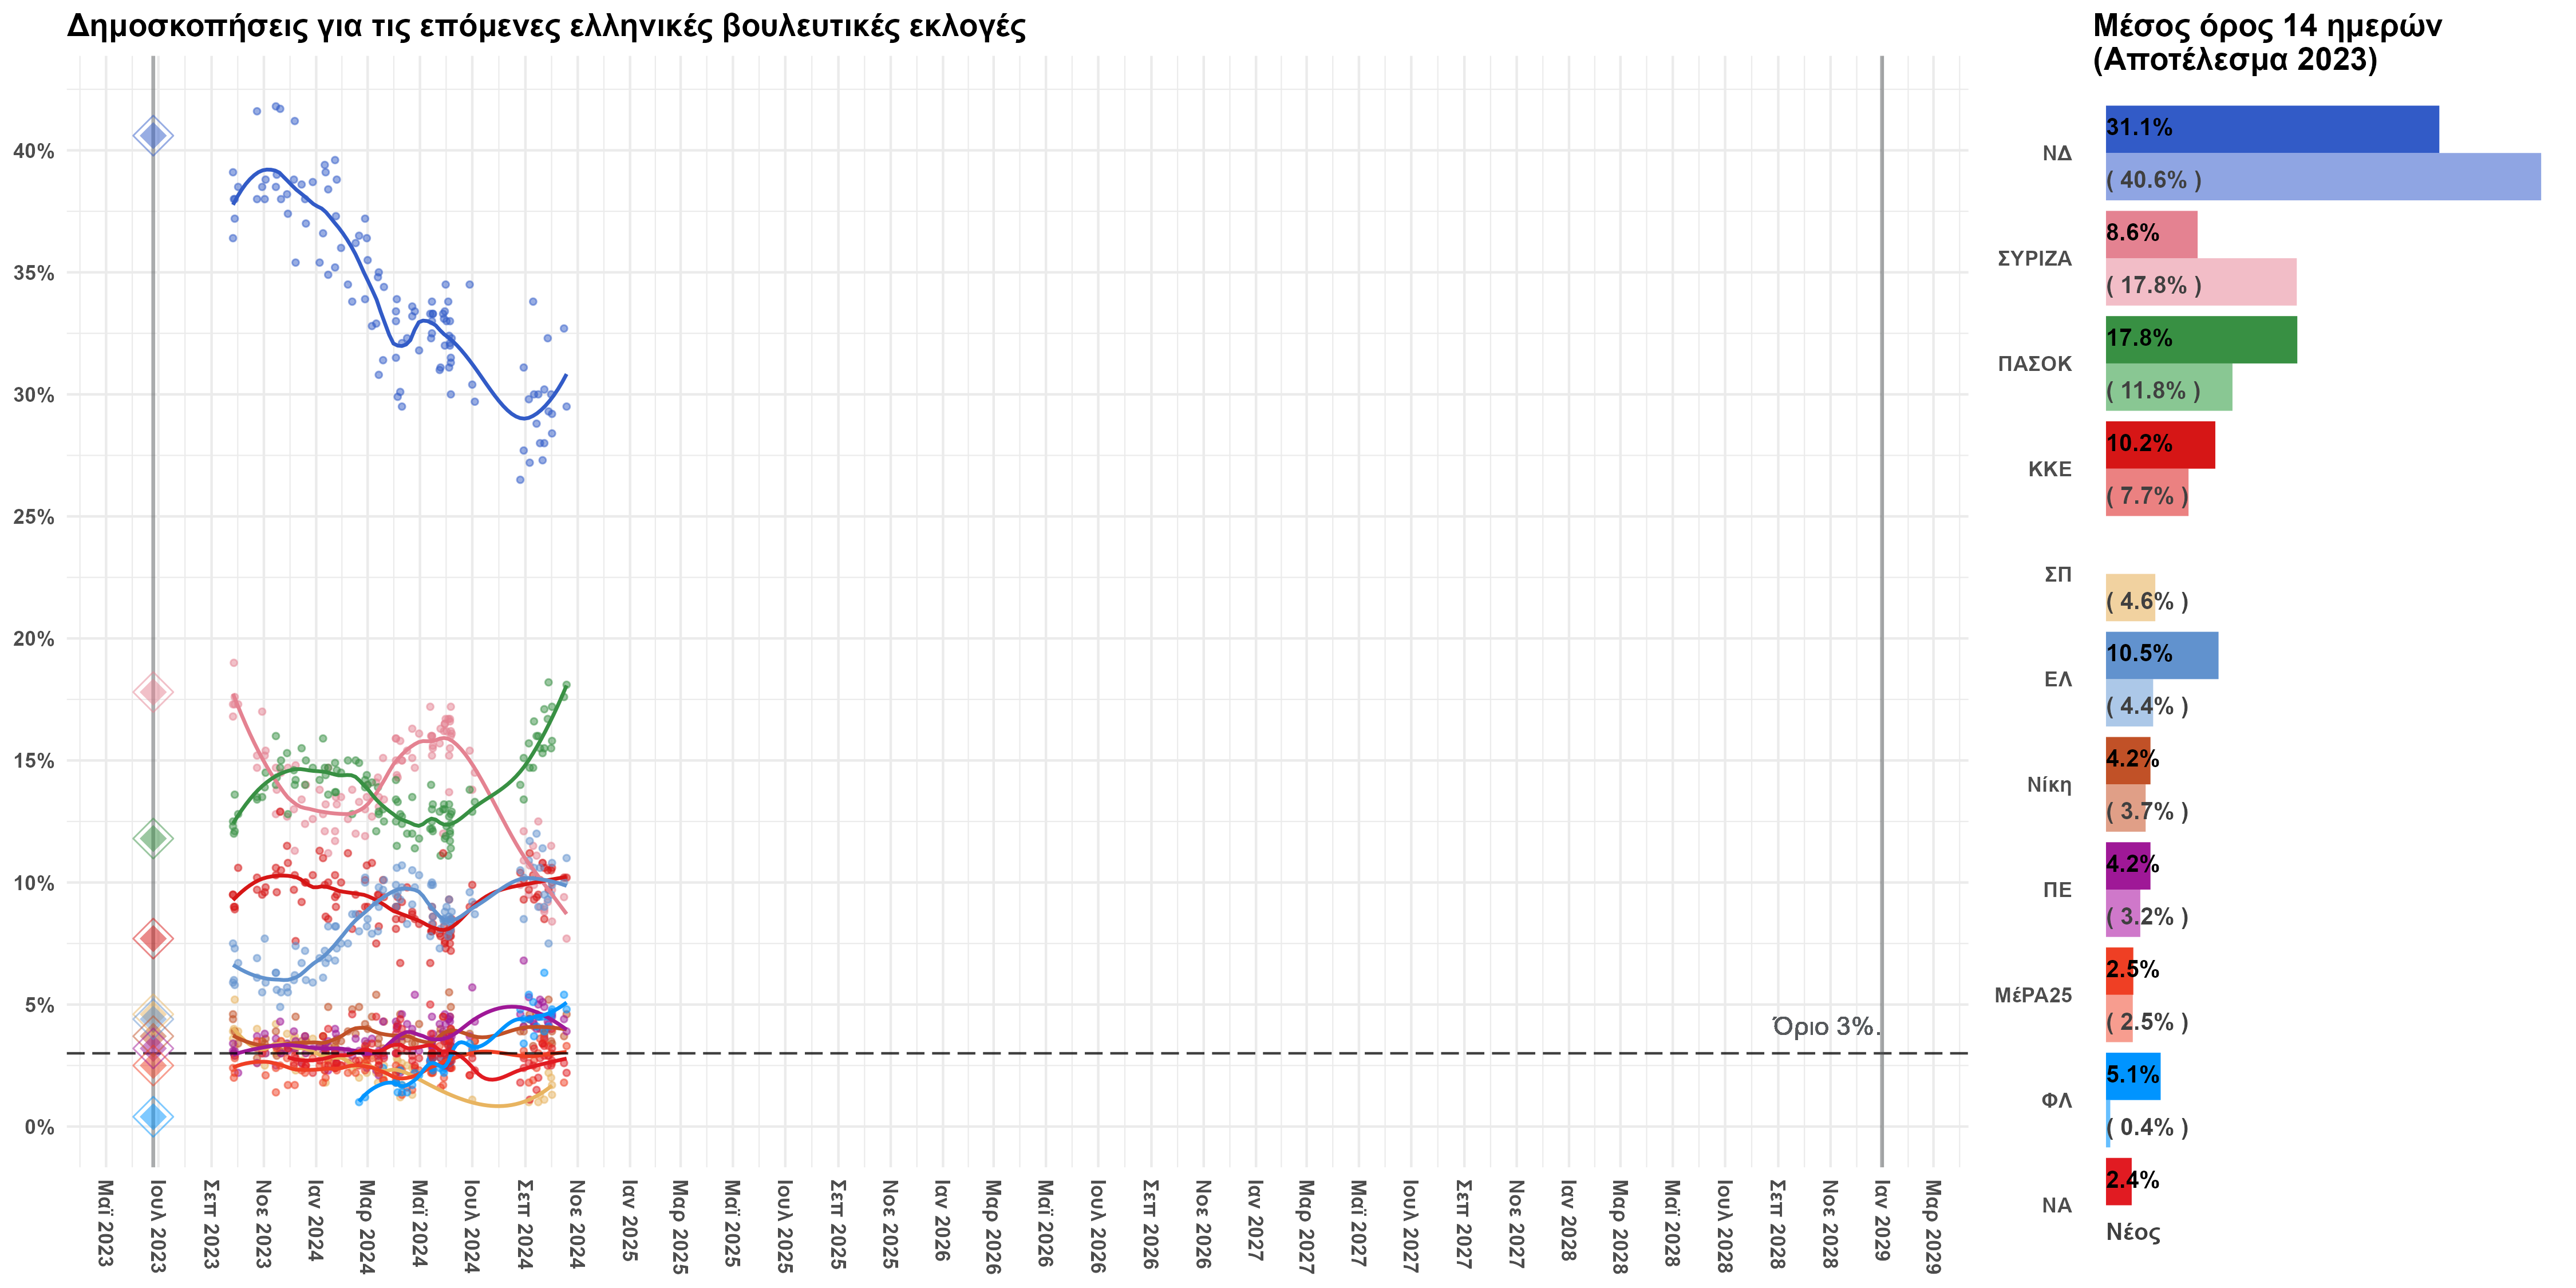 Δημοσκοπήσεις για τις επόμενες ελληνικές βουλευτικές εκλογές
40%
35%
30%
25%
20%
15%
10%
5%
0%
Όριο 3%.
Μαϊ 2023
Ιουλ 2023
Σεπ 2023
Νοε 2023
Ιαν 2024
Μαρ 2024
Μαϊ 2024
Ιουλ 2024
Σεπ 2024
Νοε 2024
Ιαν 2025
Μαρ 2025
Μαϊ 2025
Ιουλ 2025
Σεπ 2025
Νοε 2025
Ιαν 2026
Μαρ 2026
Μαϊ 2026
Ιουλ 2026
Σεπ 2026
Νοε 2026
Ιαν 2027
Μαρ 2027
Μαϊ 2027
Ιουλ 2027
Σεπ 2027
Νοε 2027
Ιαν 2028
Μαρ 2028
Μαϊ 2028
Ιουλ 2028
Σεπ 2028
Νοε 2028
Ιαν 2029
Μαρ 2029
Μέσος όρος 14 ημερών
(Αποτέλεσμα 2023)
ΝΔ
31.1%
( 40.6% )
ΣΥΡΙΖΑ
8.6%
( 17.8% )
ΠΑΣΟΚ
17.8%
( 11.8% )
ΚΚΕ
10.2%
( 7.7% )
ΣΠ
( 4.6% )
ΕΛ
10.5%
( 4.4% )
Νίκη
4.2%
( 3.7% )
ΠΕ
4.2%
( 3.2% )
ΜέΡΑ25
2.5%
( 2.5% )
ΦΛ
5.1%
( 0.4% )
ΝΑ
2.4%
Νέος